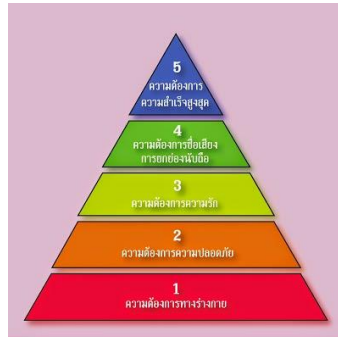 5
ความต้องการ
ความสำเร็จสูงสุด
4
ความต้องการชื่อเสียง
การยกย่องนับถือ
3
ความต้องการความรัก
2
ความต้องการความปลอดภัย
1
ความต้องการทางร่างกาย